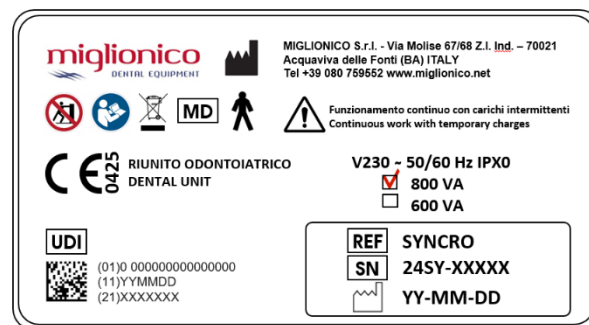 miglionico
DENTAL EQUIPMENT
MIGLIONICO S.r.l. - Via Molise 67/68 Z.I. Ind. – 70021
Acquaviva delle Fonti (BA) ITALY
Tel +39 080 759552 www.miglionico.net
MD
Funzionamento continuo con carichi intermittenti
Continuous work with temporary charges
CE 0425
RIUNITO ODONTOIATRICO
DENTAL UNIT
V230 ~ 50/60 Hz IPX0
800 VA
600 VA
UDI
(01)0 000000000000000
(11)YYMMDD
(21)XXXXXXX
REF SYNCRO
SN 24SY-XXXXX
YY-MM-DD